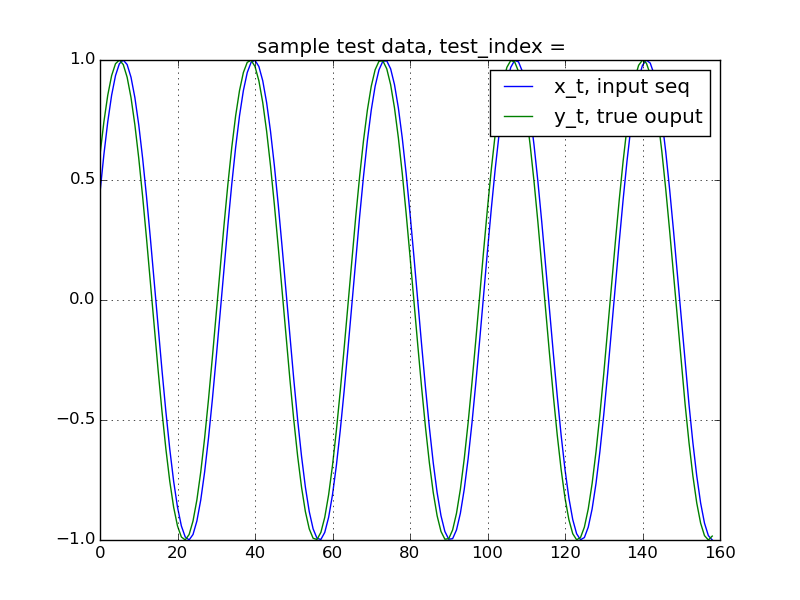 sample test data, test_index =
x_t, input seq
y_t, true ouput
1.0
0.5
0.0
−0.5
−1.0
0 20 40 60 80 100 120 140 160